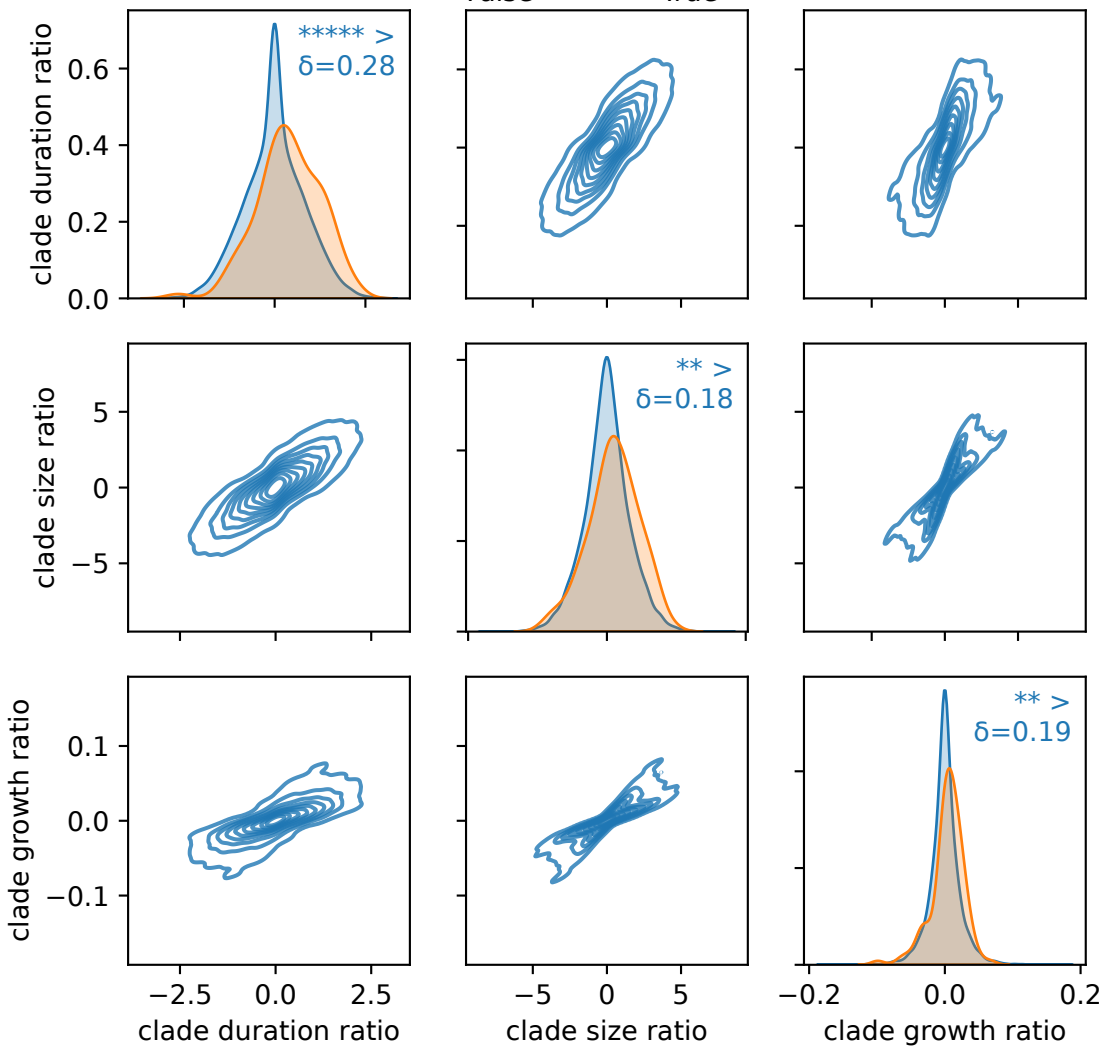 ***** >
δ=0.28
clade duration ratio
0.6
0.4
0.2
0.0
** >
δ=0.18
clade size ratio
5
0
−5
** >
δ=0.19
clade growth ratio
0.1
0.0
−0.1
−2.5 0.0 2.5
−5 0 5
−0.2 0.0 0.2
clade duration ratio
clade size ratio
clade growth ratio